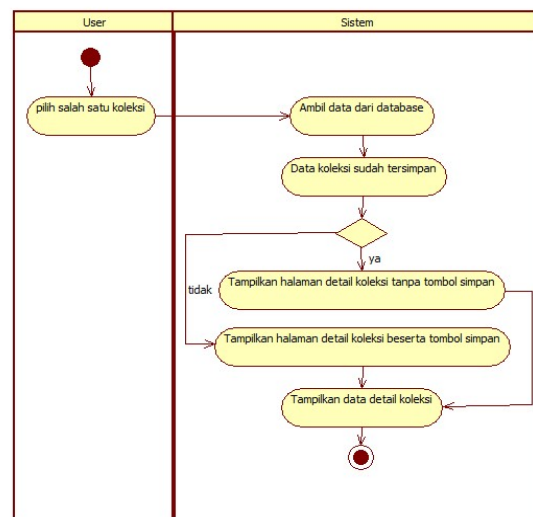 User
Sistem
pilih salah satu koleksi
Ambil data dari database
Data koleksi sudah tersimpan
ya
tidak
Tampilkan halaman detail koleksi tanpa tombol simpan
Tampilkan halaman detail koleksi beserta tombol simpan
Tampilkan data detail koleksi